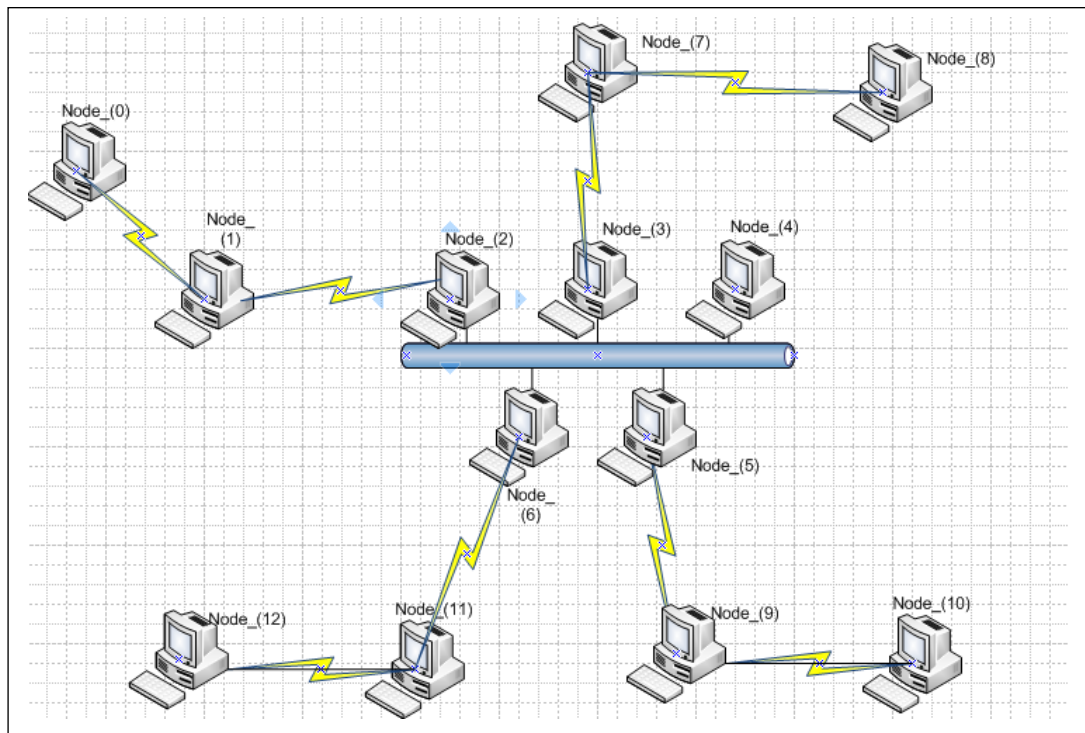 Node_(7)
Node_(8)
Node_(0)
Node_
(1)
Node_(2)
Node_(3)
Node_(4)
Node_(5)
Node_
(6)
Node_(11)
Node_(12)
Node_(9)
Node_(10)